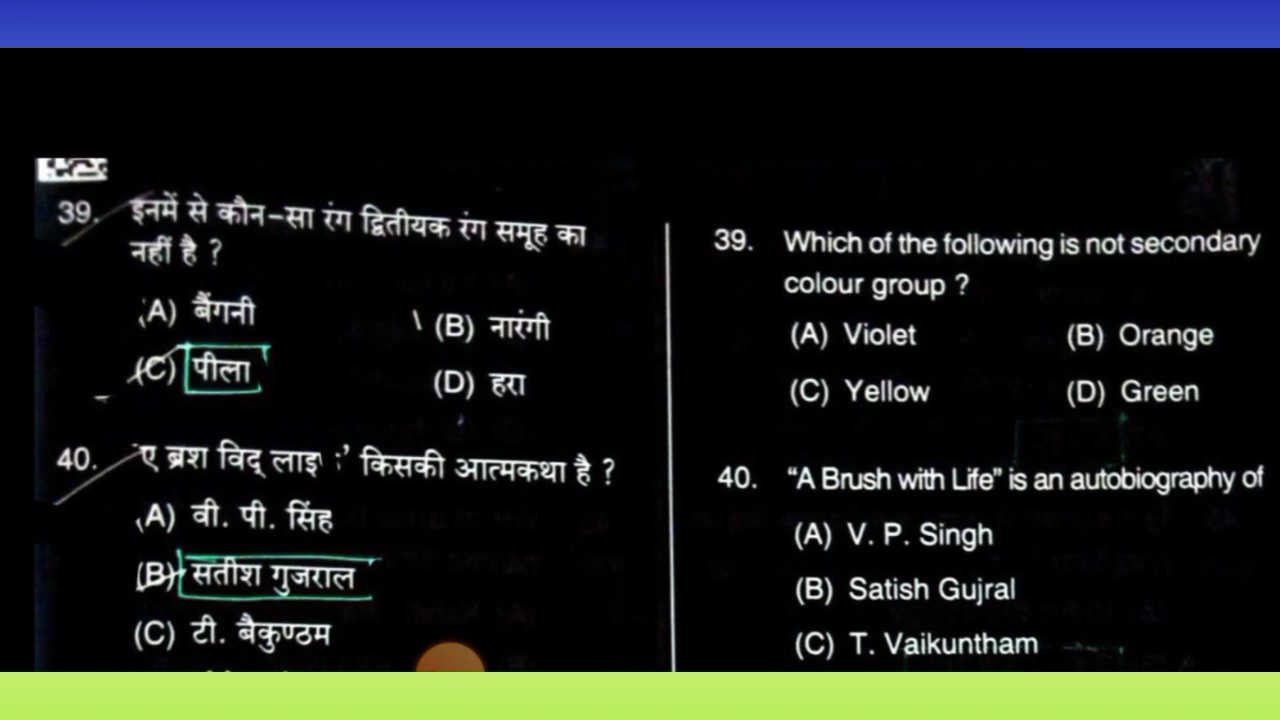 39. इनमें से कौन-सा रंग द्वितीयक रंग समूह का
नहीं है ?
(A) बैंगनी (B) नारंगी
(C) पीला (D) हरा
40. ए ब्रश विद् किसकी आत्मकथा है ?
(A) वी. पी. सिंह
(B) सतीश गुजराल
(C) टी. बैकुण्ठम
39. Which of the following is not secondary
colour group ?
(A) Violet (B) Orange
(C) Yellow (D) Green
40. “A Brush with Life” is an autobiography of
(A) V. P. Singh
(B) Satish Gujral
(C) T. Vaikuntham